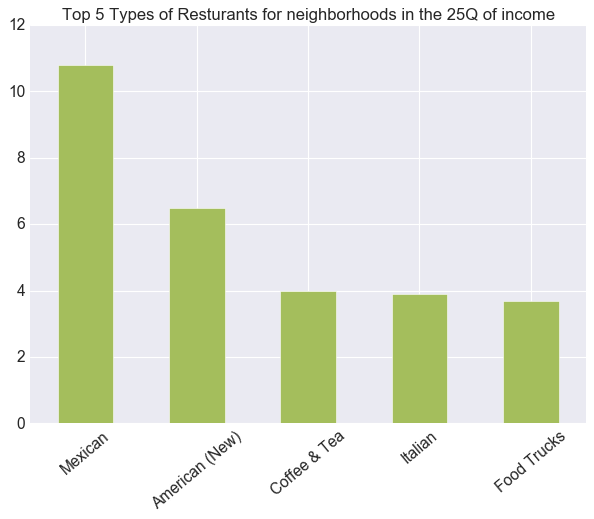 Top 5 Types of Resturants for neighborhoods in the 25Q of income
12
10
8
6
4
2
0
Mexican
American (New)
Coffee & Tea
Italian
Food Trucks